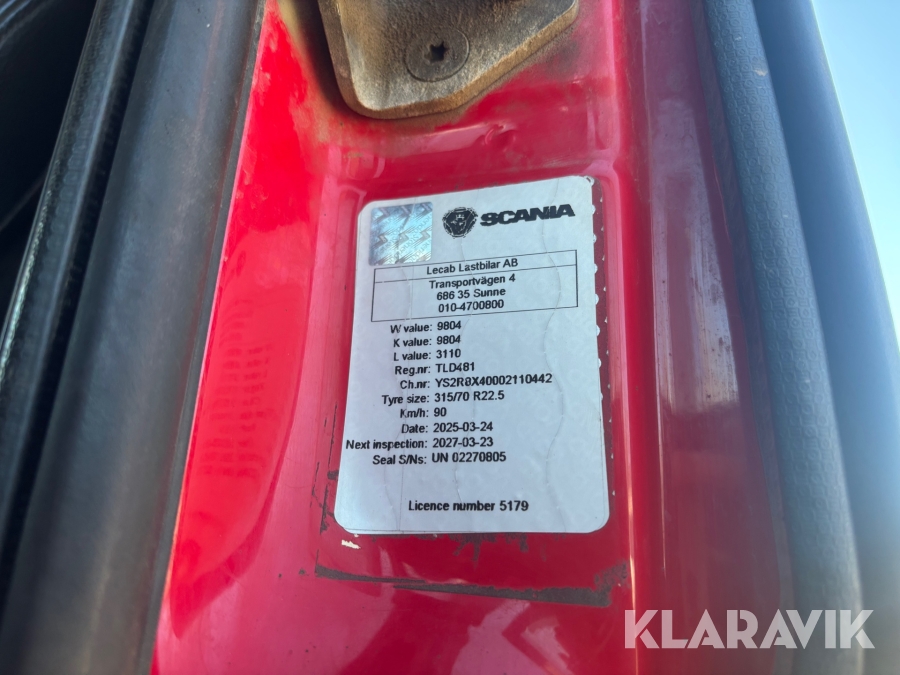 SCANIA
Lecab Lastbilar AB
Transportvägen 4
686 35 Sunne
010-4700800
W value: 9804
K value: 9804
L value: 3110
Reg.nr: TLD481
Ch.nr: YS2R8X40002110442
Tyre size: 315/70 R22.5
Km/h: 90
Date: 2025-03-24
Next inspection: 2027-03-23
Seal S/Ns: UN 02270805
Licence number 5179
KLARAVIK